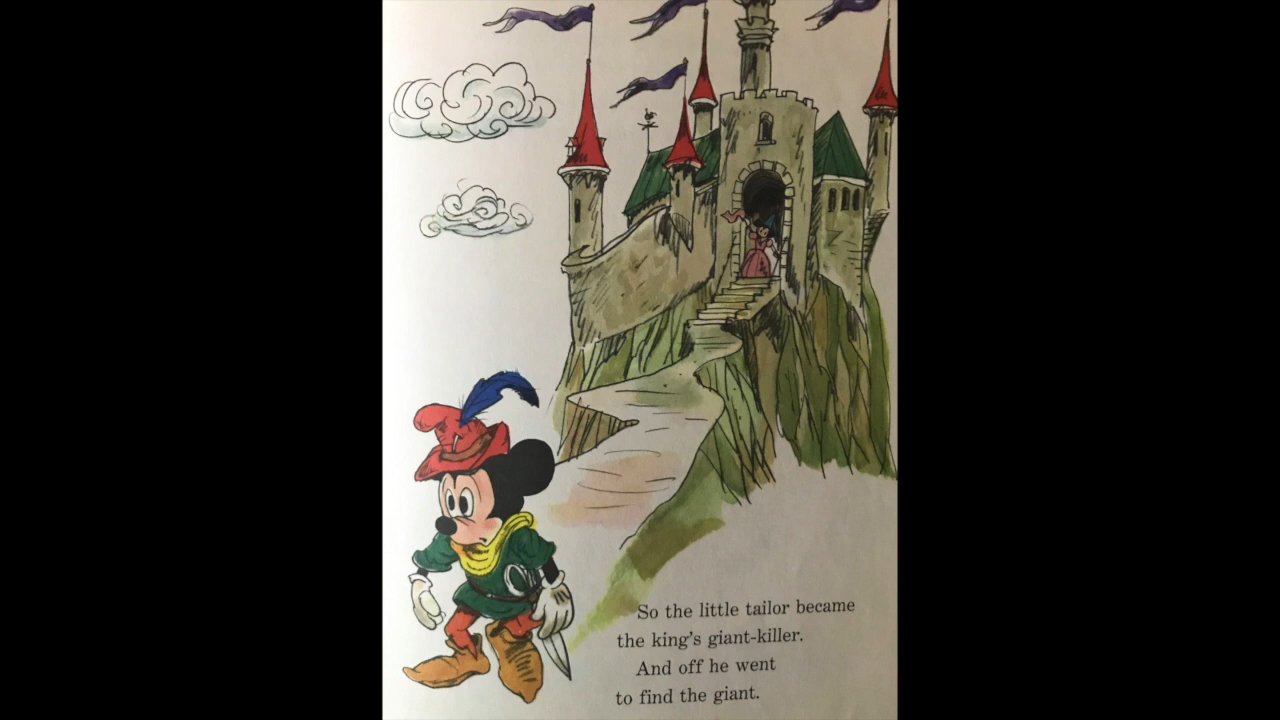 So the little tailor became
the king's giant-killer.
And off he went
to find the giant.